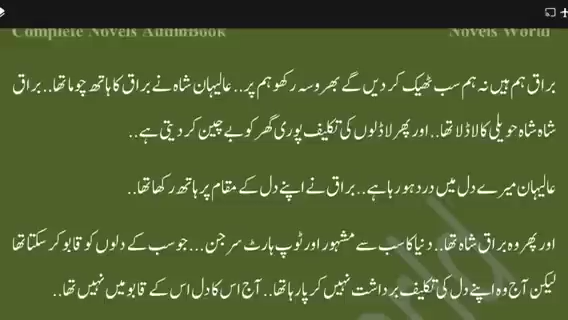 Complete Novels AudioBook Novels World
براق ہم ہیں نہ ہم سب ٹھیک کر دیں گے بھروسہ رکھو ہم پر.. عالیہان شاہ نے براق کا ہاتھ چوما تھا.. براق
شاہ شاہ حویلی کا لاڈلا تھا.. اور پھر لاڈلوں کی تکلیف پوری گھر کو بے چین کر دیتی ہے..
عالیہان میرے دل میں درد ہو رہا ہے.. براق نے اپنے دل کے مقام پر ہاتھ رکھا تھا..
اور پھر وہ براق شاہ تھا.. دنیا کا سب سے مشہور اور ٹوپ ہارٹ سرجن... جو سب کے دلوں کو قابو کر سکتا تھا
لیکن آج وہ اپنے دل کی تکلیف برداشت نہیں کر پا رہا تھا.. آج اس کا دل اس کے قابو میں نہیں تھا..